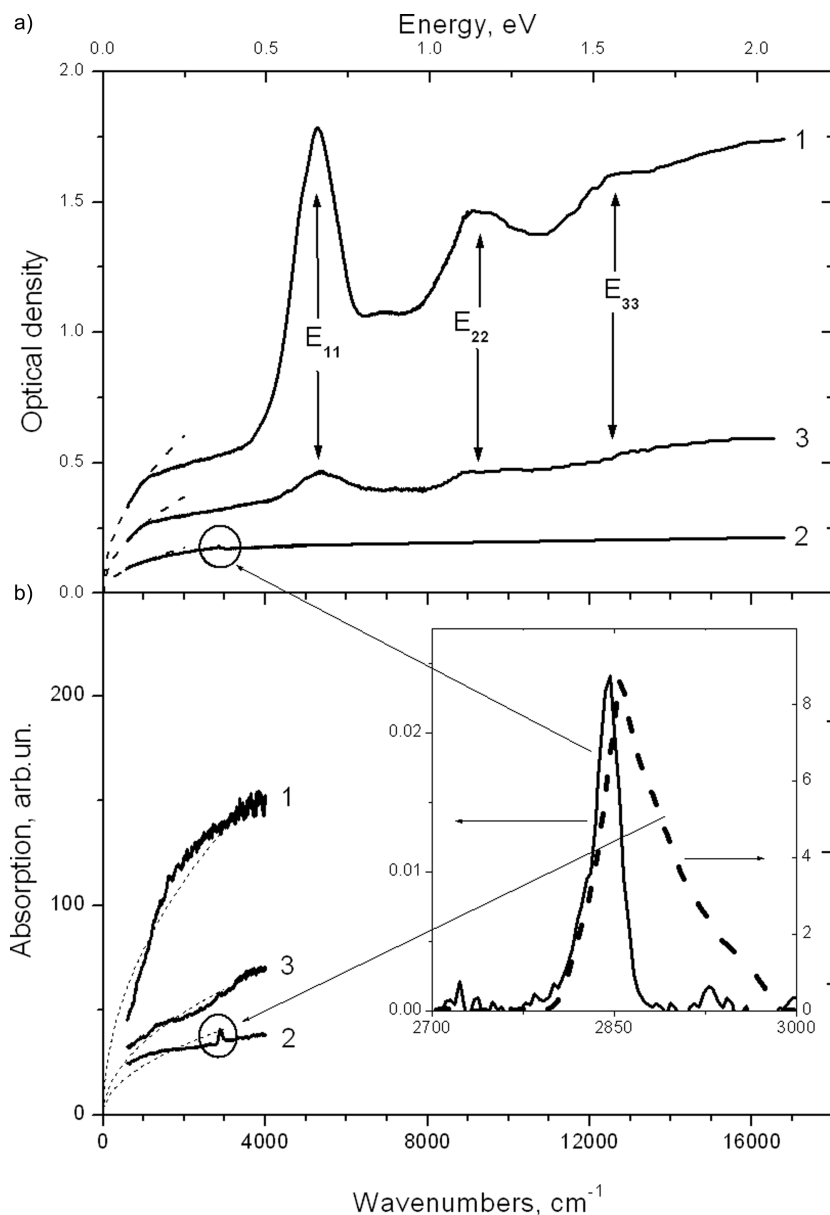 a)
Energy, eV
0.0 0.5 1.0 1.5 2.0
2.0
1.5
1.0
0.5
0.0
Optical density
1
3
2
E11
E22
E33
b)
200
100
0
Absorption, arb.un.
1
3
2
0.02
0.01
0.00
8
6
4
2
0
2700 2850 3000
0 4000 8000 12000 16000
Wavenumbers, cm-1